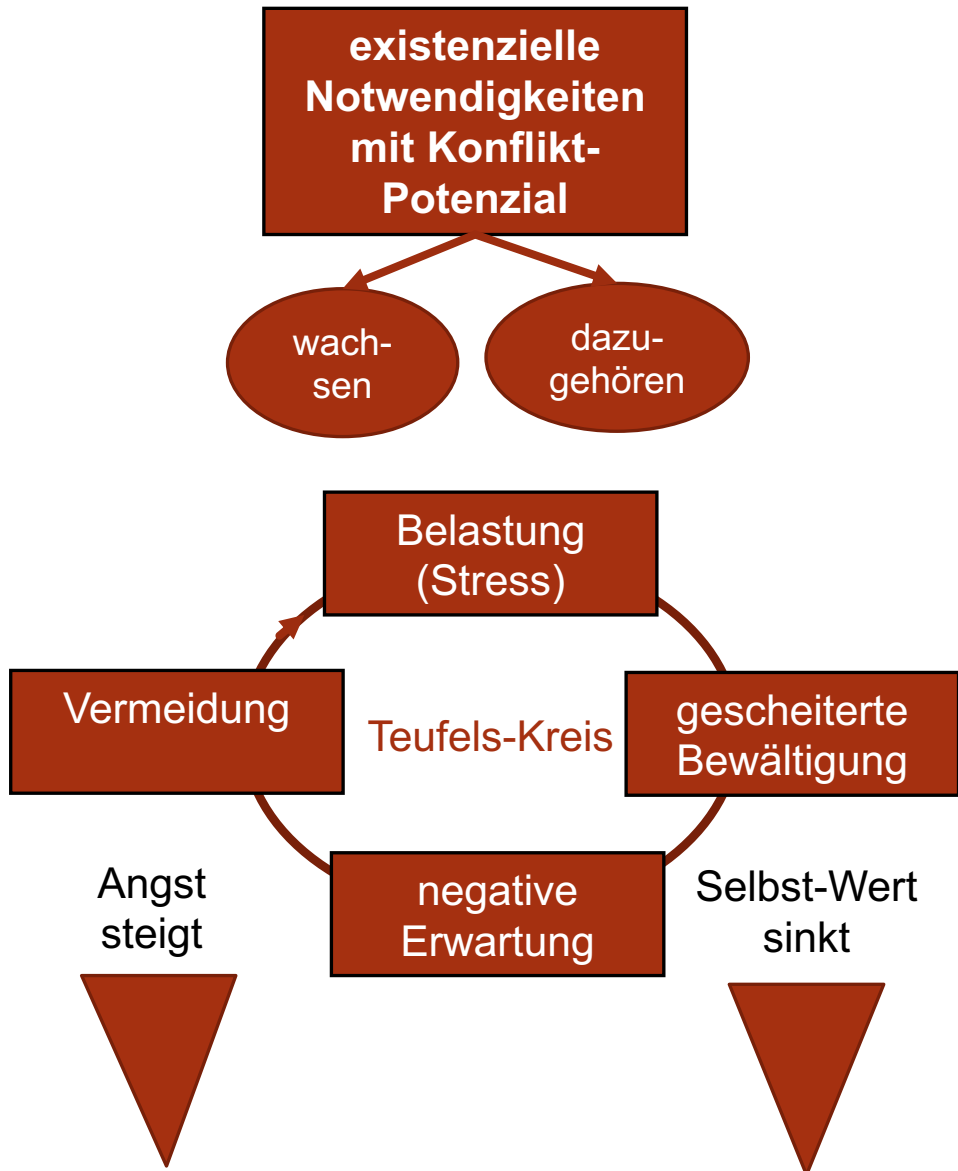 existenzielle
Notwendigkeiten
mit Konflikt-
Potenzial
wach-
sen
dazu-
gehören
Belastung
(Stress)
Vermeidung
Teufels-Kreis
gescheiterte
Bewältigung
negative
Erwartung
Angst
steigt
Selbst-Wert
sinkt